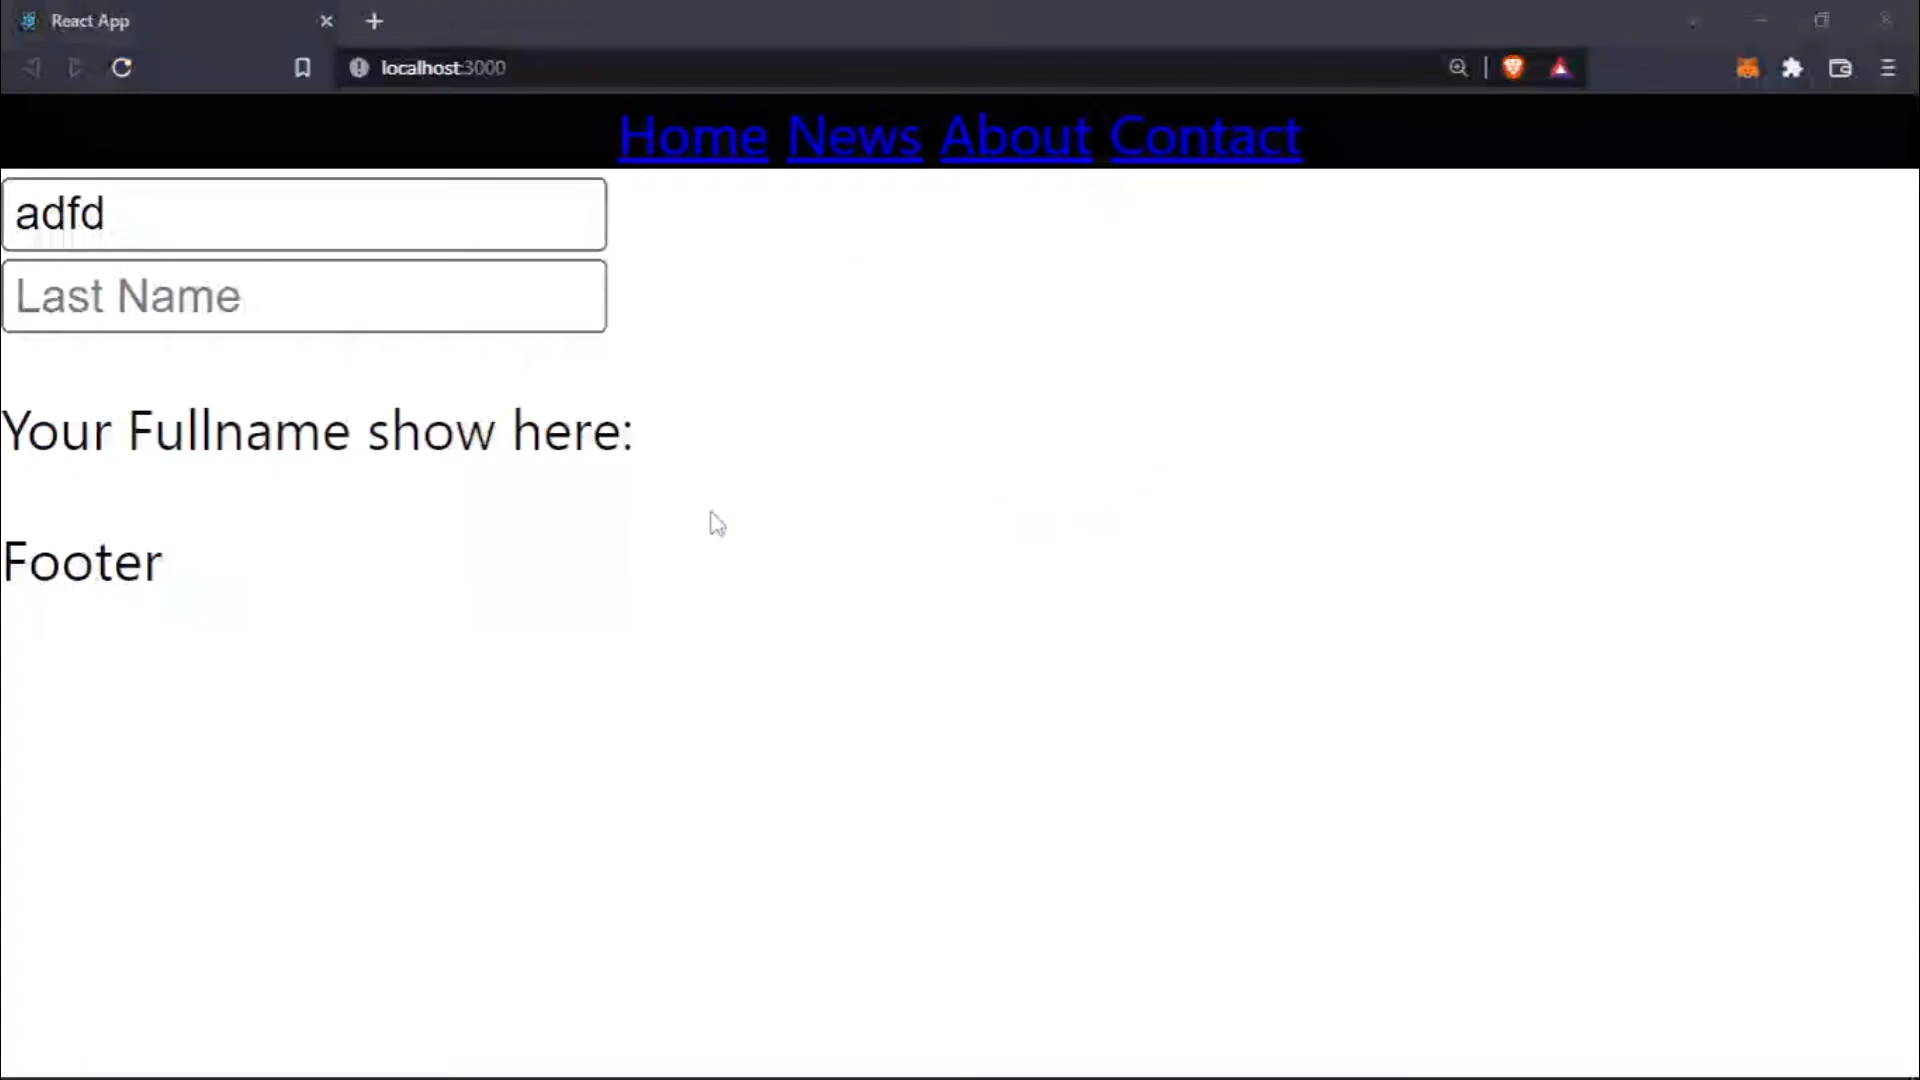 React App
localhost:3000
Home News About Contact
adfd
Last Name
Your Fullname show here:
Footer